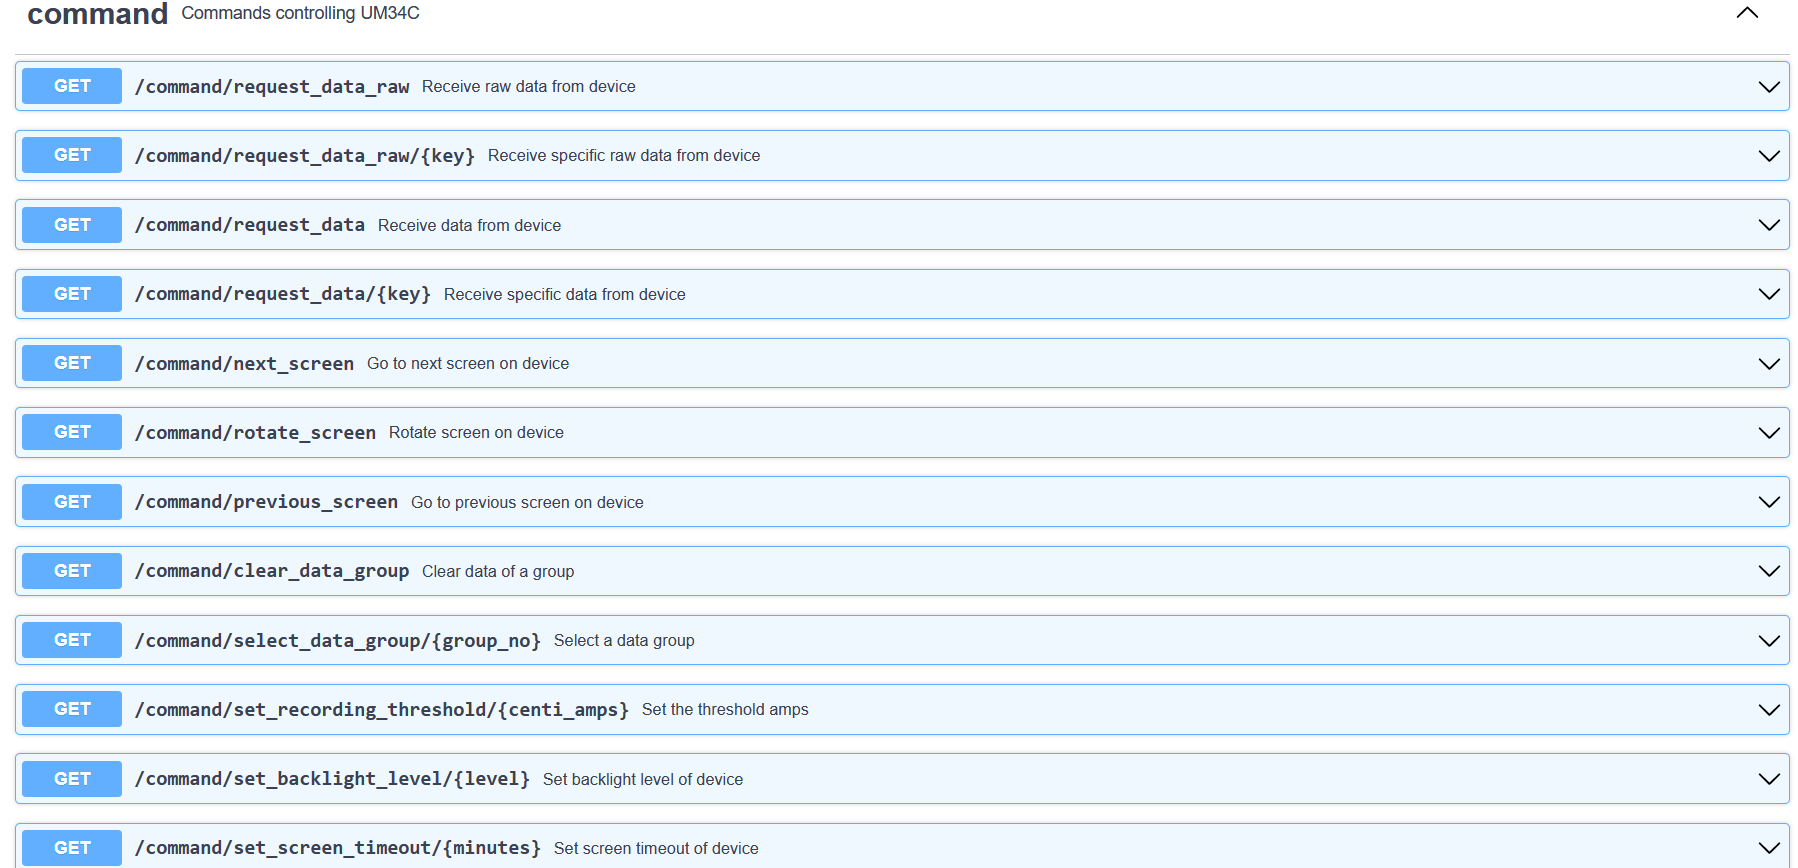 command Commands controlling UM34C
GET /command/request_data_raw Receive raw data from device
GET /command/request_data_raw/{key} Receive specific raw data from device
GET /command/request_data Receive data from device
GET /command/request_data/{key} Receive specific data from device
GET /command/next_screen Go to next screen on device
GET /command/rotate_screen Rotate screen on device
GET /command/previous_screen Go to previous screen on device
GET /command/clear_data_group Clear data of a group
GET /command/select_data_group/{group_no} Select a data group
GET /command/set_recording_threshold/{centi_amps} Set the threshold amps
GET /command/set_backlight_level/{level} Set backlight level of device
GET /command/set_screen_timeout/{minutes} Set screen timeout of device